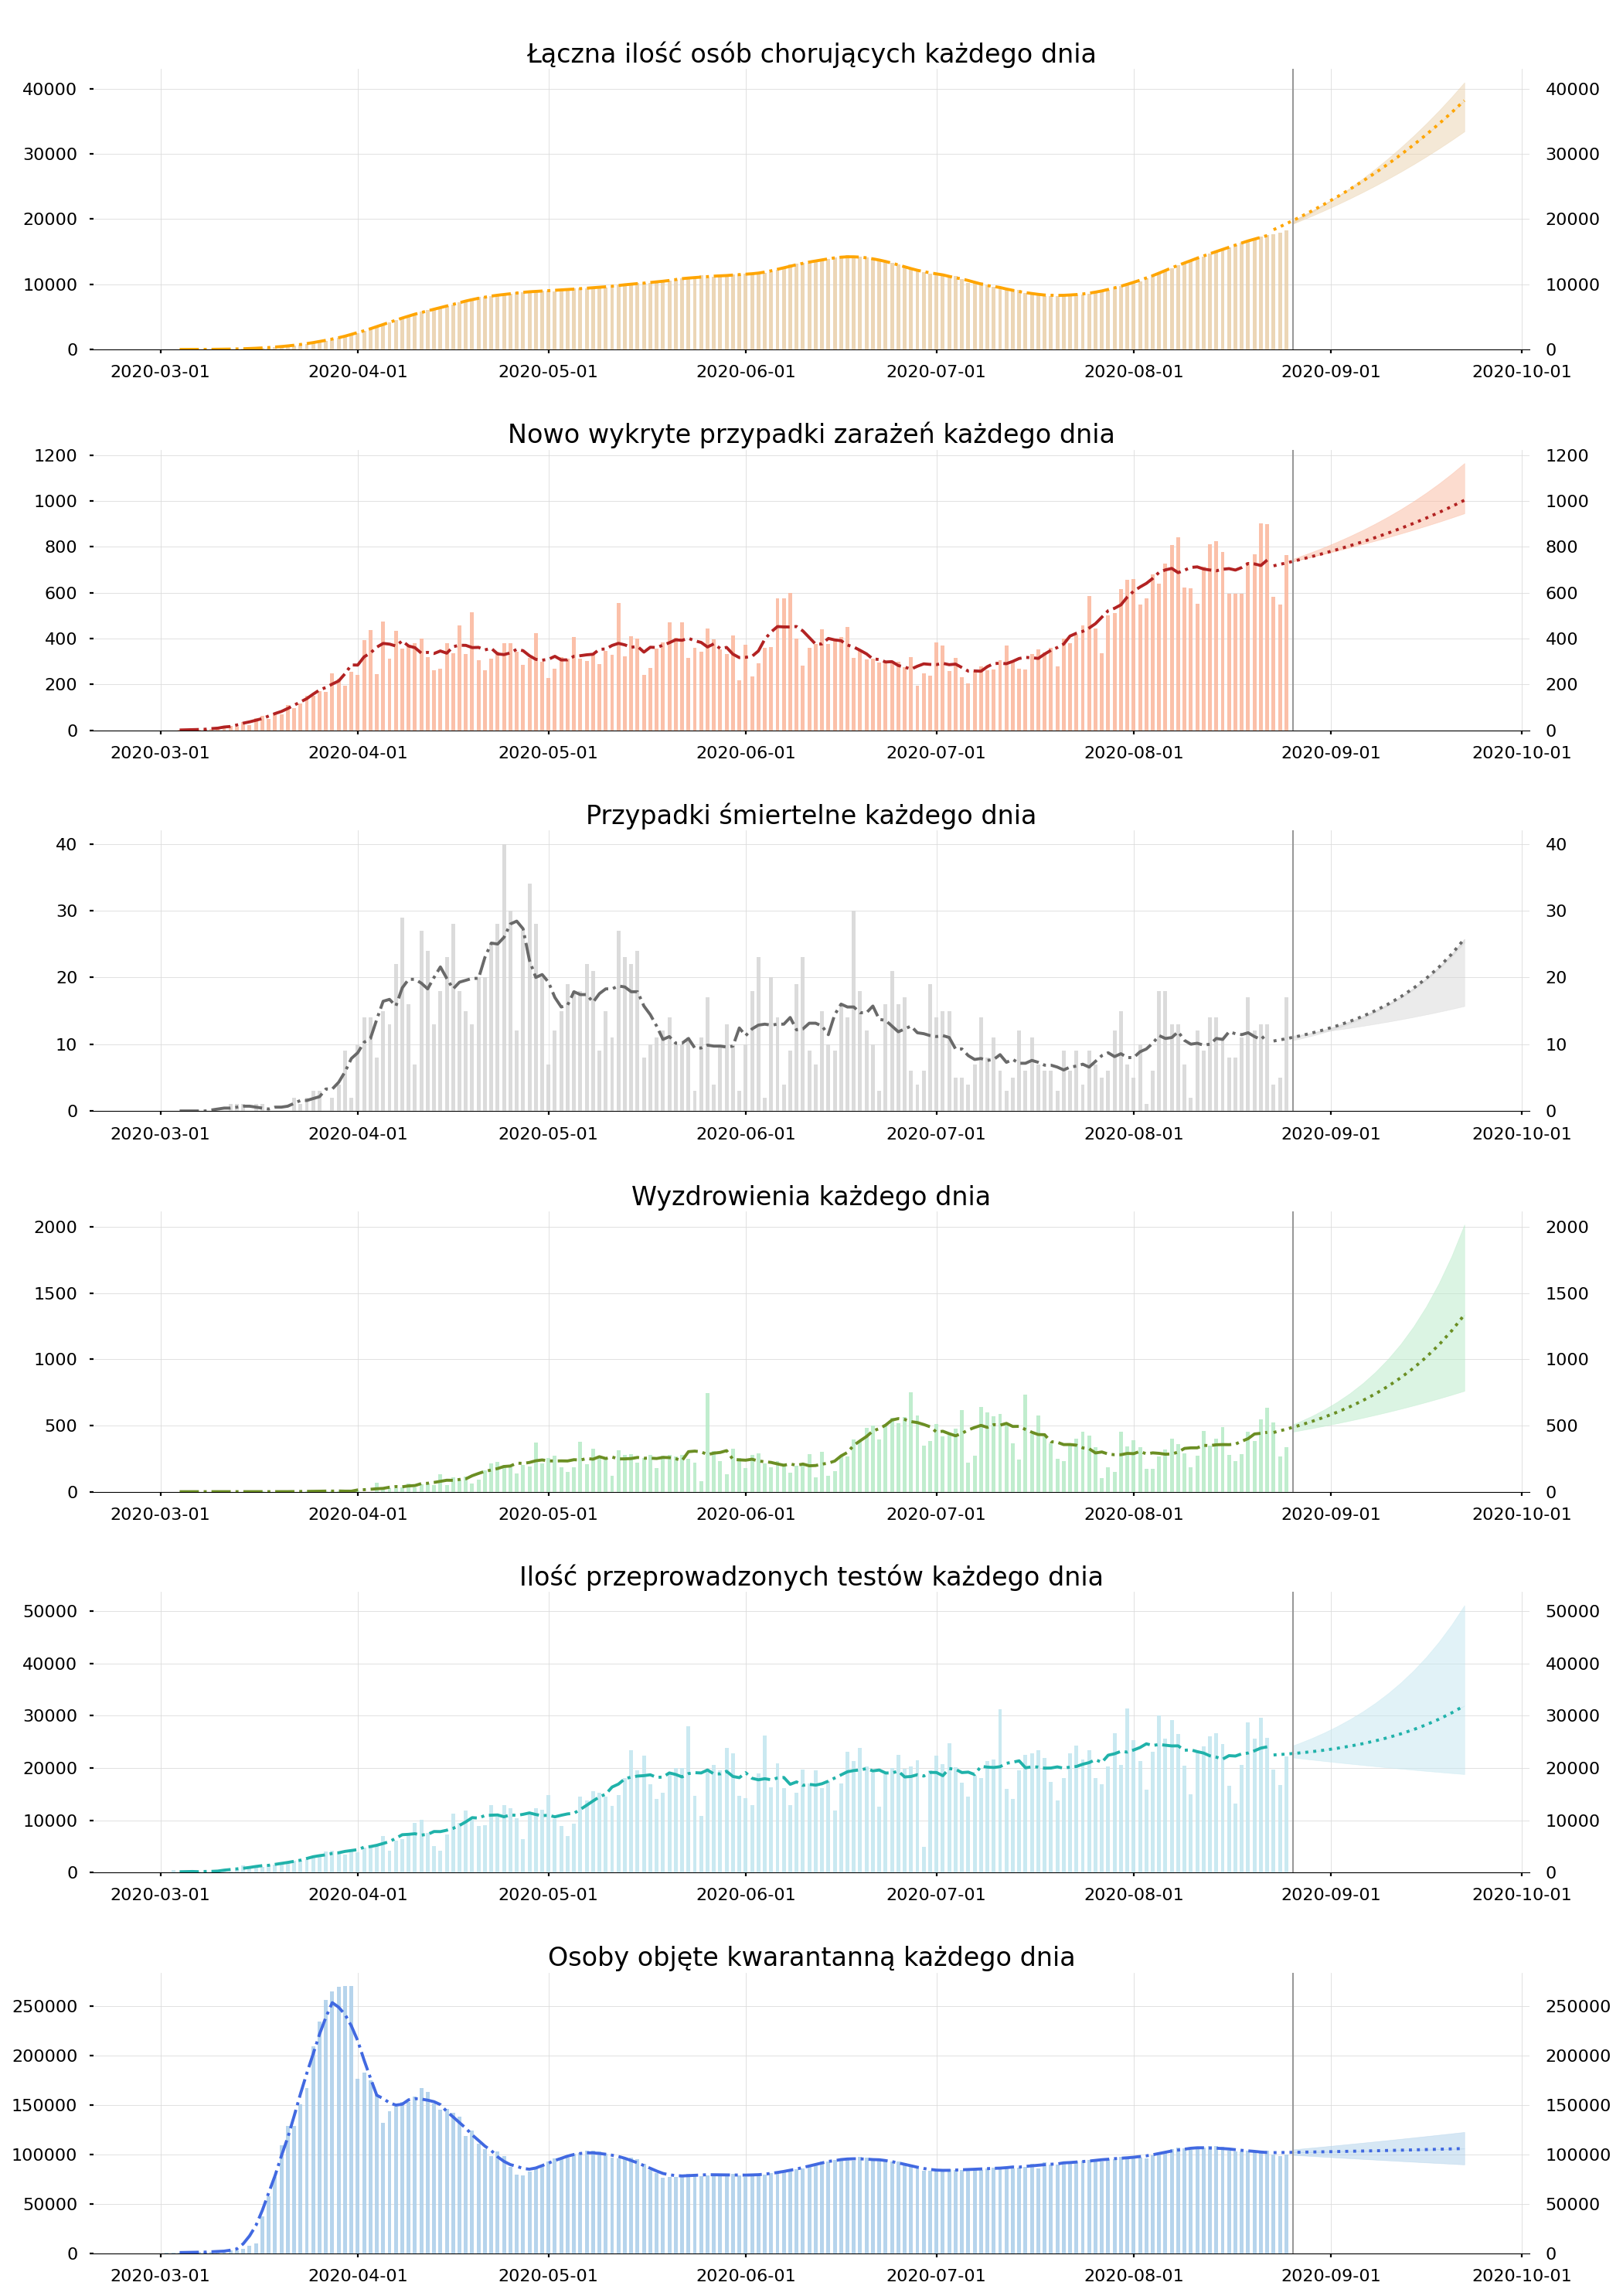 Łączna ilość osób chorujących każdego dnia
40000 40000
30000 30000
20000 20000
10000 10000
0 0
2020-03-01 2020-04-01 2020-05-01 2020-06-01 2020-07-01 2020-08-01 2020-09-01 2020-10-01
Nowo wykryte przypadki zarażeń każdego dnia
1200 1200
1000 1000
800 800
600 600
400 400
200 200
0 0
2020-03-01 2020-04-01 2020-05-01 2020-06-01 2020-07-01 2020-08-01 2020-09-01 2020-10-01
Przypadki śmiertelne każdego dnia
40 40
30 30
20 20
10 10
0 0
2020-03-01 2020-04-01 2020-05-01 2020-06-01 2020-07-01 2020-08-01 2020-09-01 2020-10-01
Wyzdrowienia każdego dnia
2000 2000
1500 1500
1000 1000
500 500
0 0
2020-03-01 2020-04-01 2020-05-01 2020-06-01 2020-07-01 2020-08-01 2020-09-01 2020-10-01
Ilość przeprowadzonych testów każdego dnia
50000 50000
40000 40000
30000 30000
20000 20000
10000 10000
0 0
2020-03-01 2020-04-01 2020-05-01 2020-06-01 2020-07-01 2020-08-01 2020-09-01 2020-10-01
Osoby objęte kwarantanną każdego dnia
250000 250000
200000 200000
150000 150000
100000 100000
50000 50000
0 0
2020-03-01 2020-04-01 2020-05-01 2020-06-01 2020-07-01 2020-08-01 2020-09-01 2020-10-01